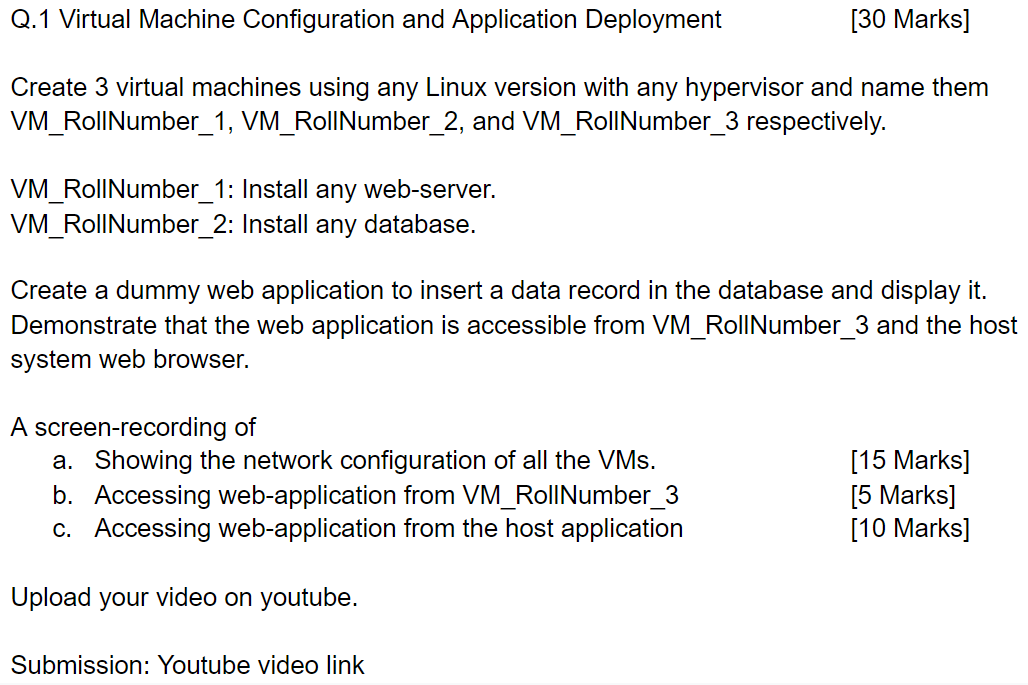 Q.1 Virtual Machine Configuration and Application Deployment [30 Marks]
Create 3 virtual machines using any Linux version with any hypervisor and name them
VM_RollNumber_1, VM_RollNumber_2, and VM_RollNumber_3 respectively.
VM_RollNumber_1: Install any web-server.
VM_RollNumber_2: Install any database.
Create a dummy web application to insert a data record in the database and display it.
Demonstrate that the web application is accessible from VM_RollNumber_3 and the host
system web browser.
A screen-recording of
a. Showing the network configuration of all the VMs. [15 Marks]
b. Accessing web-application from VM_RollNumber_3 [5 Marks]
c. Accessing web-application from the host application [10 Marks]
Upload your video on youtube.
Submission: Youtube video link